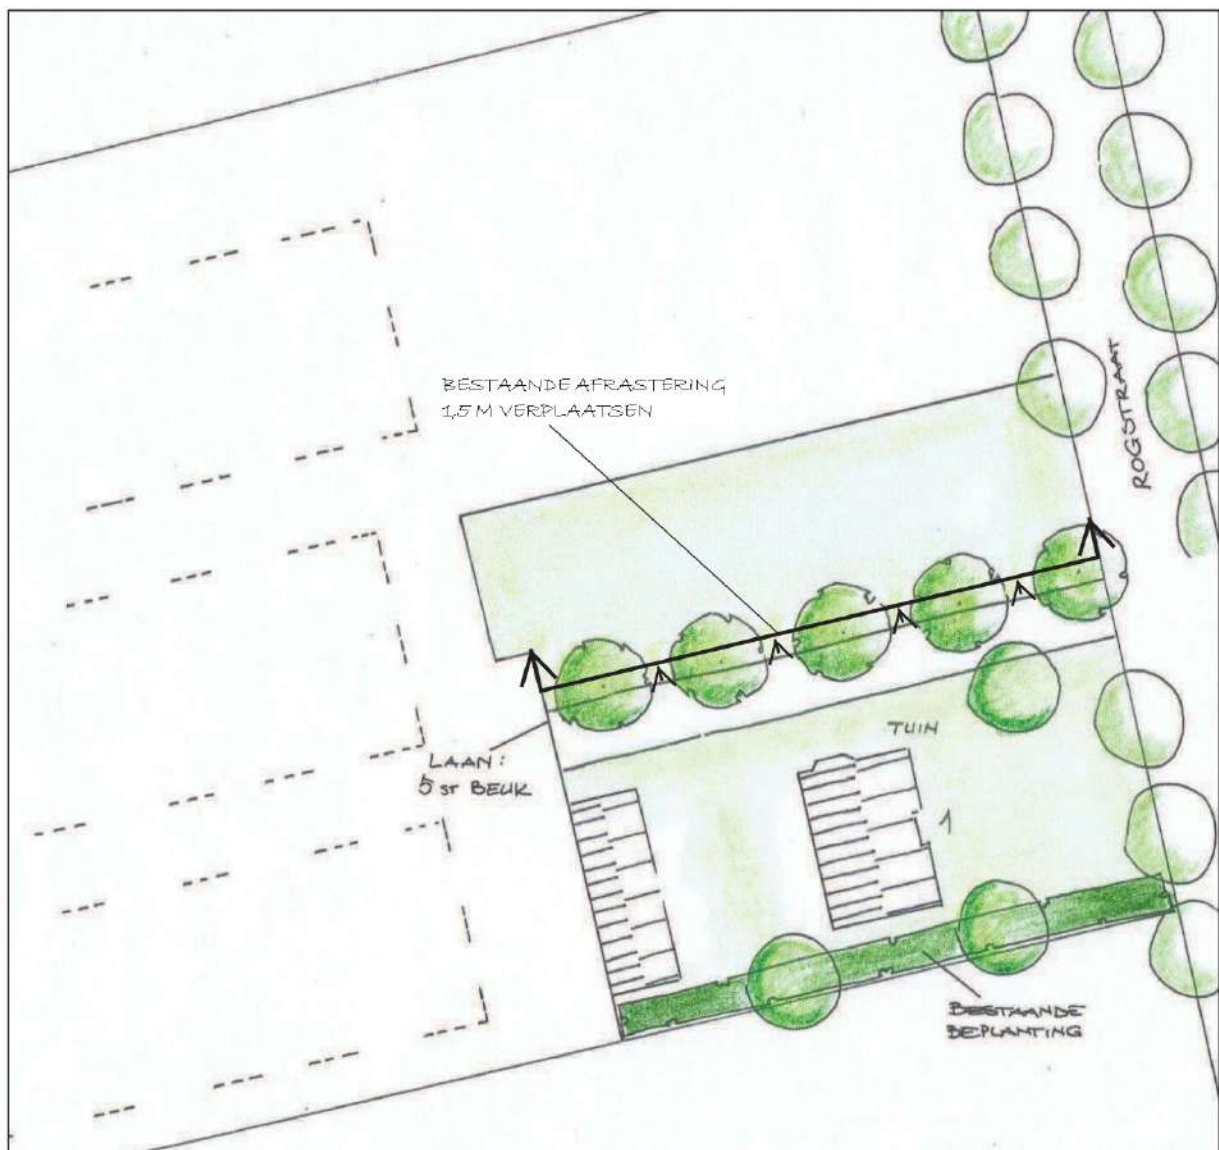 BESTAANDE AFRASTERING
1,5 M VERPLAATSEN
ROGSTRAAT
LAAN:
5 ST BEUK
TUIN
1
BESTAANDE
BEPLANTING